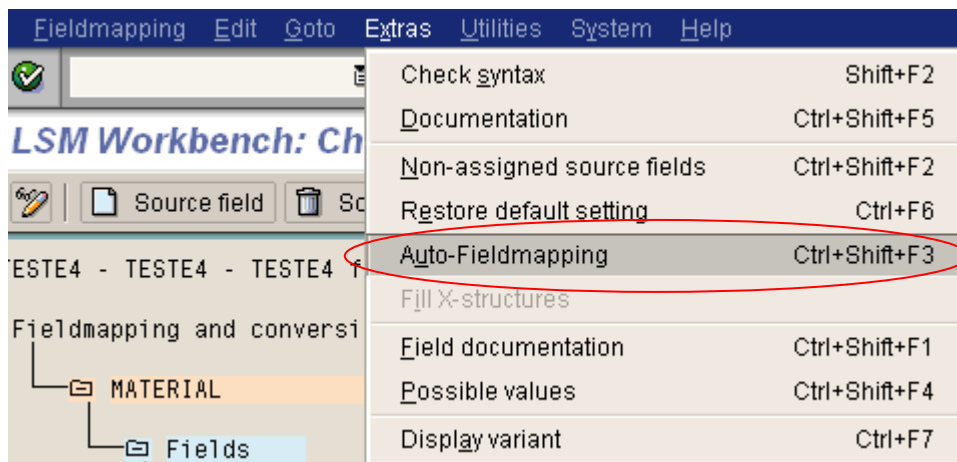 Fieldmapping Edit Goto Extras Utilities System Help
Check syntax Shift+F2
Documentation Ctrl+Shift+F5
LSM Workbench: Ch
Non-assigned source fields Ctrl+Shift+F2
Source field Sc
Restore default setting Ctrl+F6
Auto-Fieldmapping Ctrl+Shift+F3
TESTE4 - TESTE4 - TESTE4 f
Fill X-structures
Fieldmapping and conversi
Field documentation Ctrl+Shift+F1
MATERIAL
Possible values Ctrl+Shift+F4
Display variant Ctrl+F7
Fields